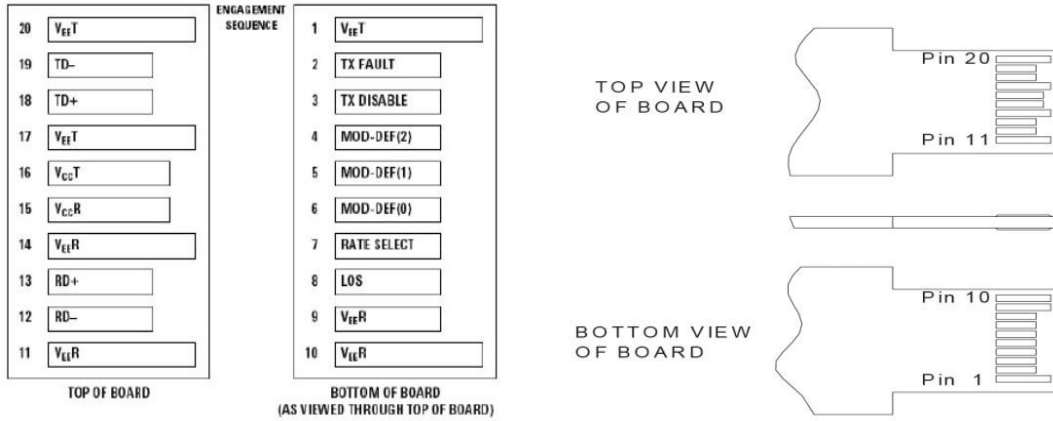 ENGAGEMENT
SEQUENCE
20 VEET
19 TD–
18 TD+
17 VEET
16 VCCT
15 VCCR
14 VEER
13 RD+
12 RD–
11 VEER
TOP OF BOARD
1 VEET
2 TX FAULT
3 TX DISABLE
4 MOD-DEF(2)
5 MOD-DEF(1)
6 MOD-DEF(0)
7 RATE SELECT
8 LOS
9 VEER
10 VEER
BOTTOM OF BOARD
(AS VIEWED THROUGH TOP OF BOARD)
TOP VIEW
OF BOARD
Pin 20
Pin 11
BOTTOM VIEW
OF BOARD
Pin 10
Pin 1